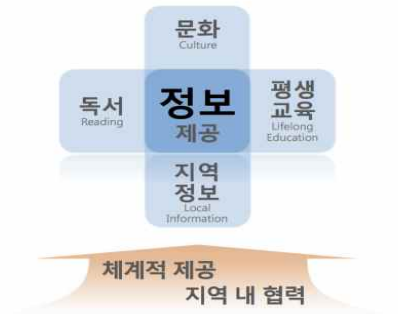 문화
Culture
독서
Reading
정보
제공
평생
교육
Lifelong
Education
지역
정보
Local
Information
체계적 제공
지역 내 협력